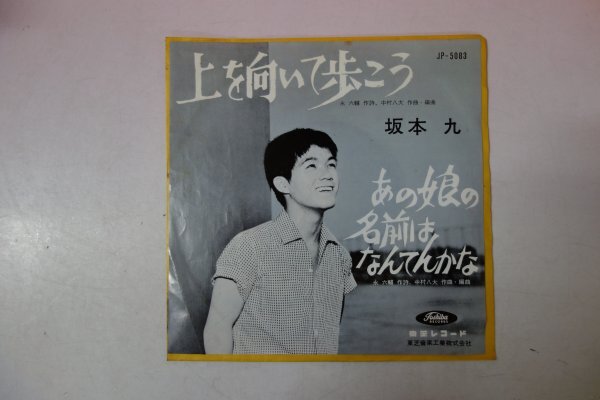 JP-5083
上を向いて歩こう
永 六輔 作詩、中村八大 作曲・編曲
坂本 九
あの娘の
名前は
なんてんかな
永 六輔 作詩、中村八大 作曲・編曲
Toshiba
RECORDS
東芝レコード
東芝音楽工業株式会社